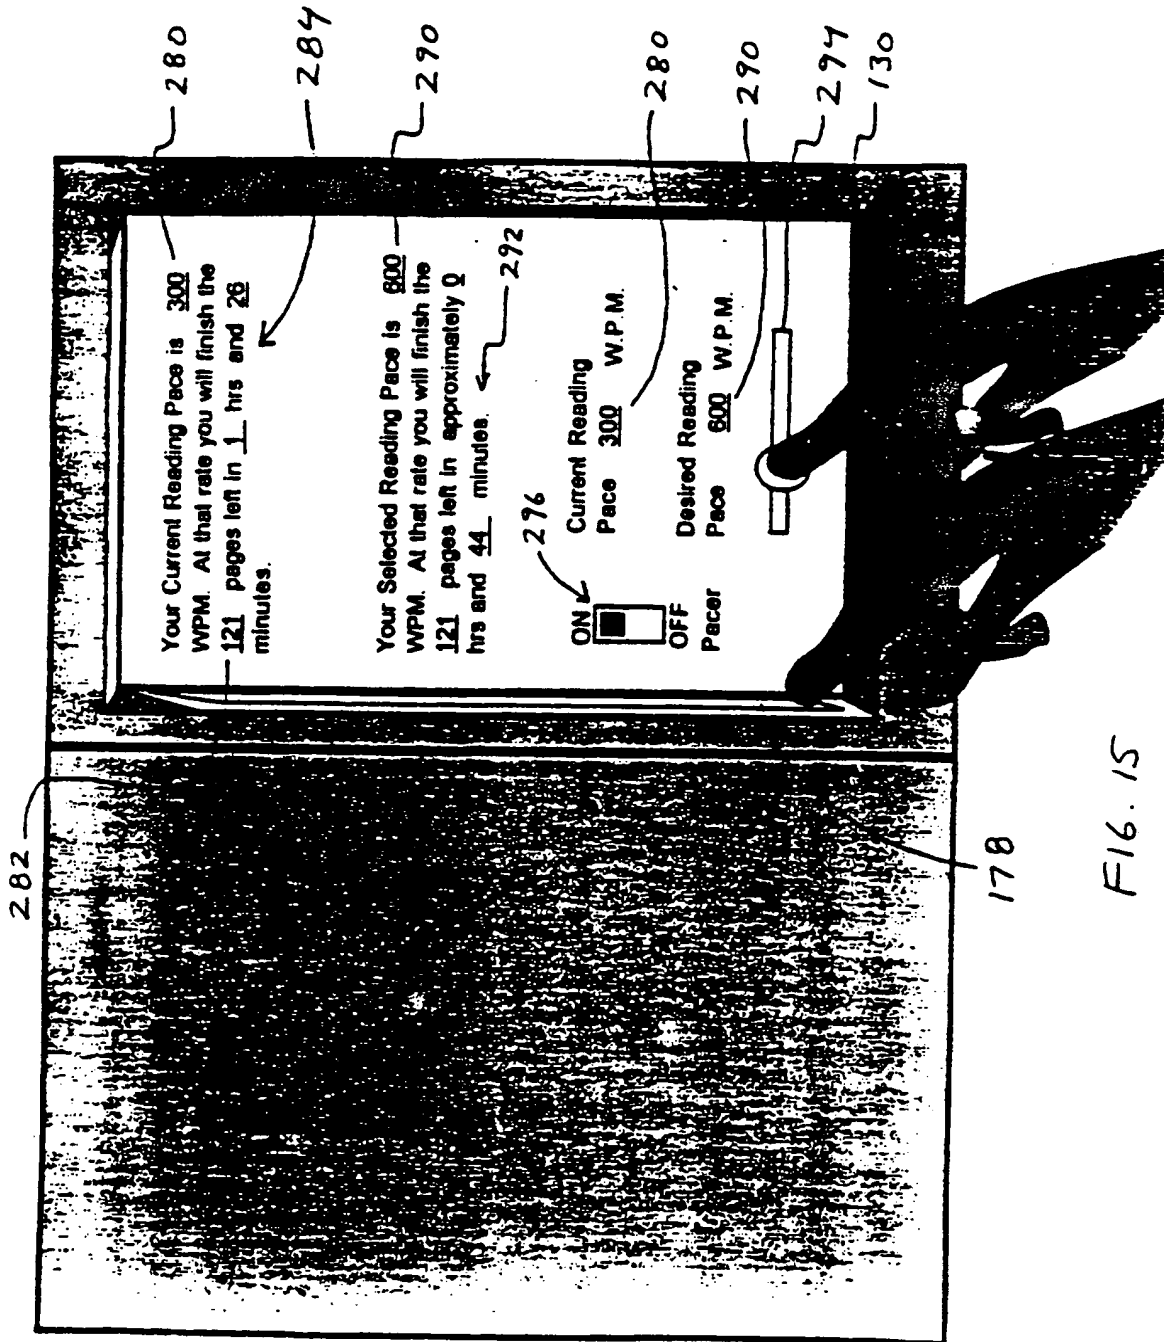 282
Your Current Reading Pace is 300
WPM. At that rate you will finish the
121 pages left in 1 hrs and 26
minutes.
280
284
Your Selected Reading Pace is 600
WPM. At that rate you will finish the
121 pages left in approximately 0
hrs and 44 minutes.
290
292
296
ON
OFF
Pacer
Current Reading
Pace 300 W.P.M.
280
Desired Reading
Pace 600 W.P.M.
290
294
130
178
FIG. 15